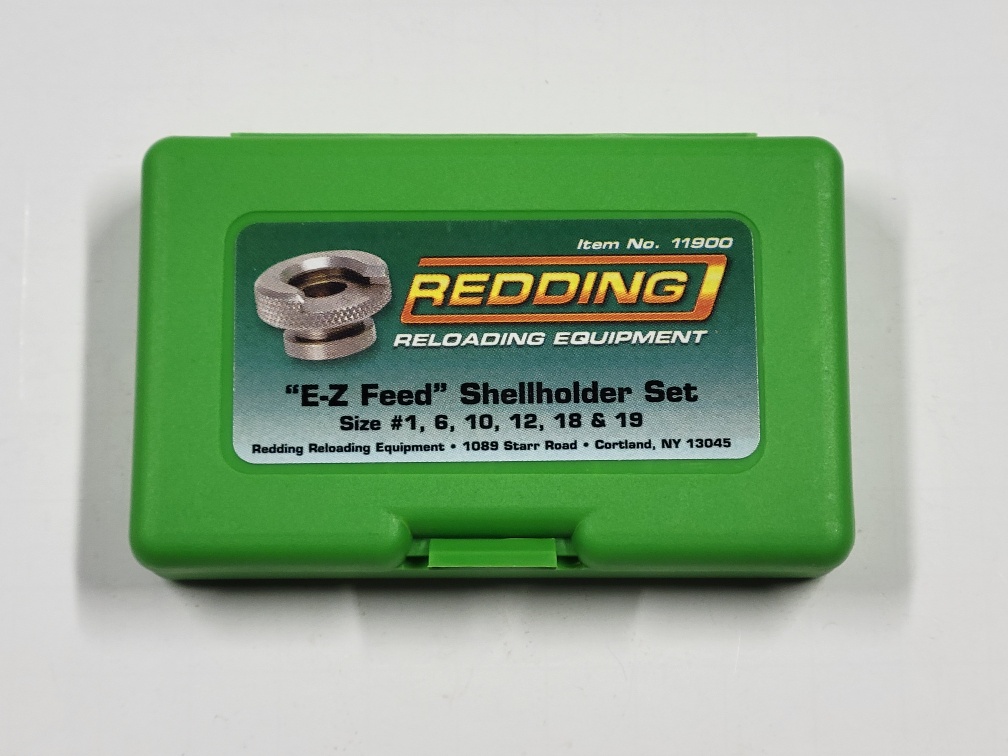 Item No. 11900
REDDING
RELOADING EQUIPMENT
“E-Z Feed” Shellholder Set
Size #1, 6, 10, 12, 18 & 19
Redding Reloading Equipment • 1089 Starr Road • Cortland, NY 13045